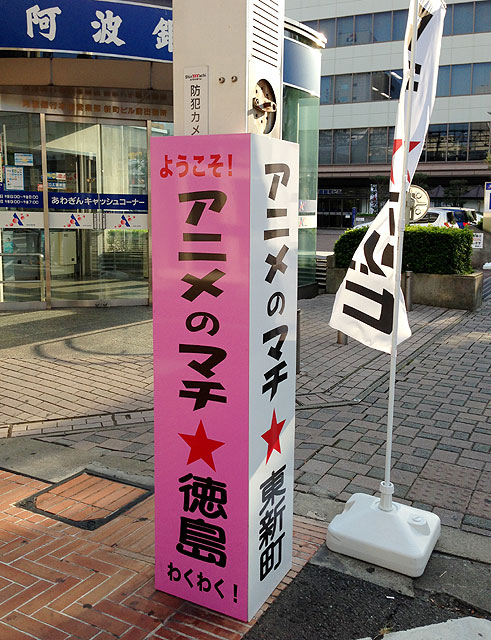 阿波銀
防犯カメ
あわぎんキャッシュコーナー
ようこそ!
アニメのマチ
★
徳島
わくわく!
アニメのマチ
★
東新町